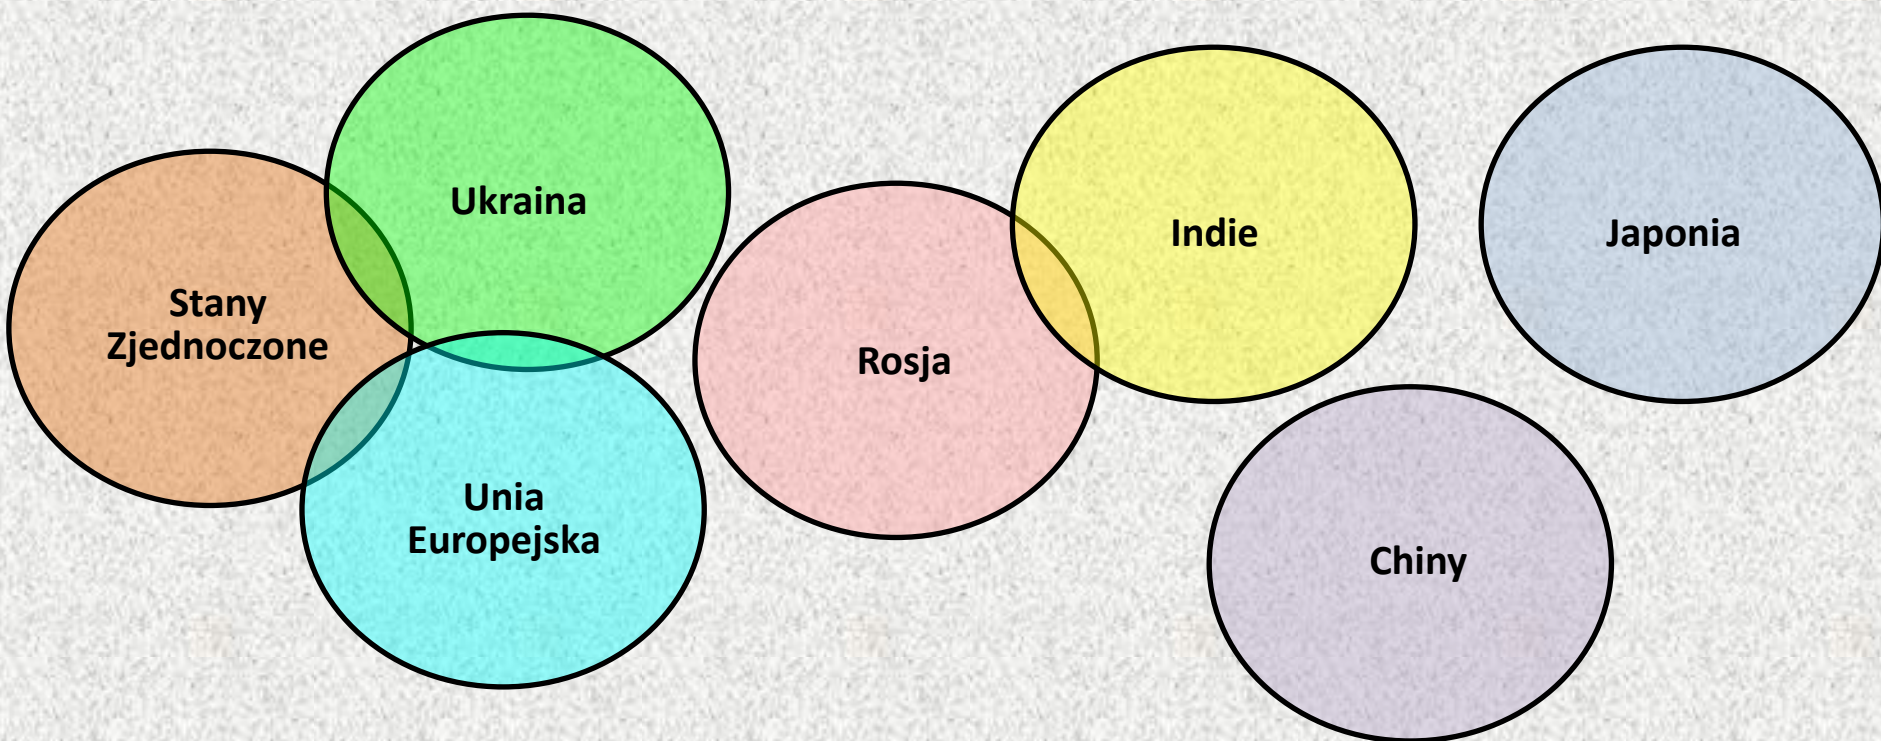 Ukraina
Stany
Zjednoczone
Unia
Europejska
Rosja
Indie
Japonia
Chiny